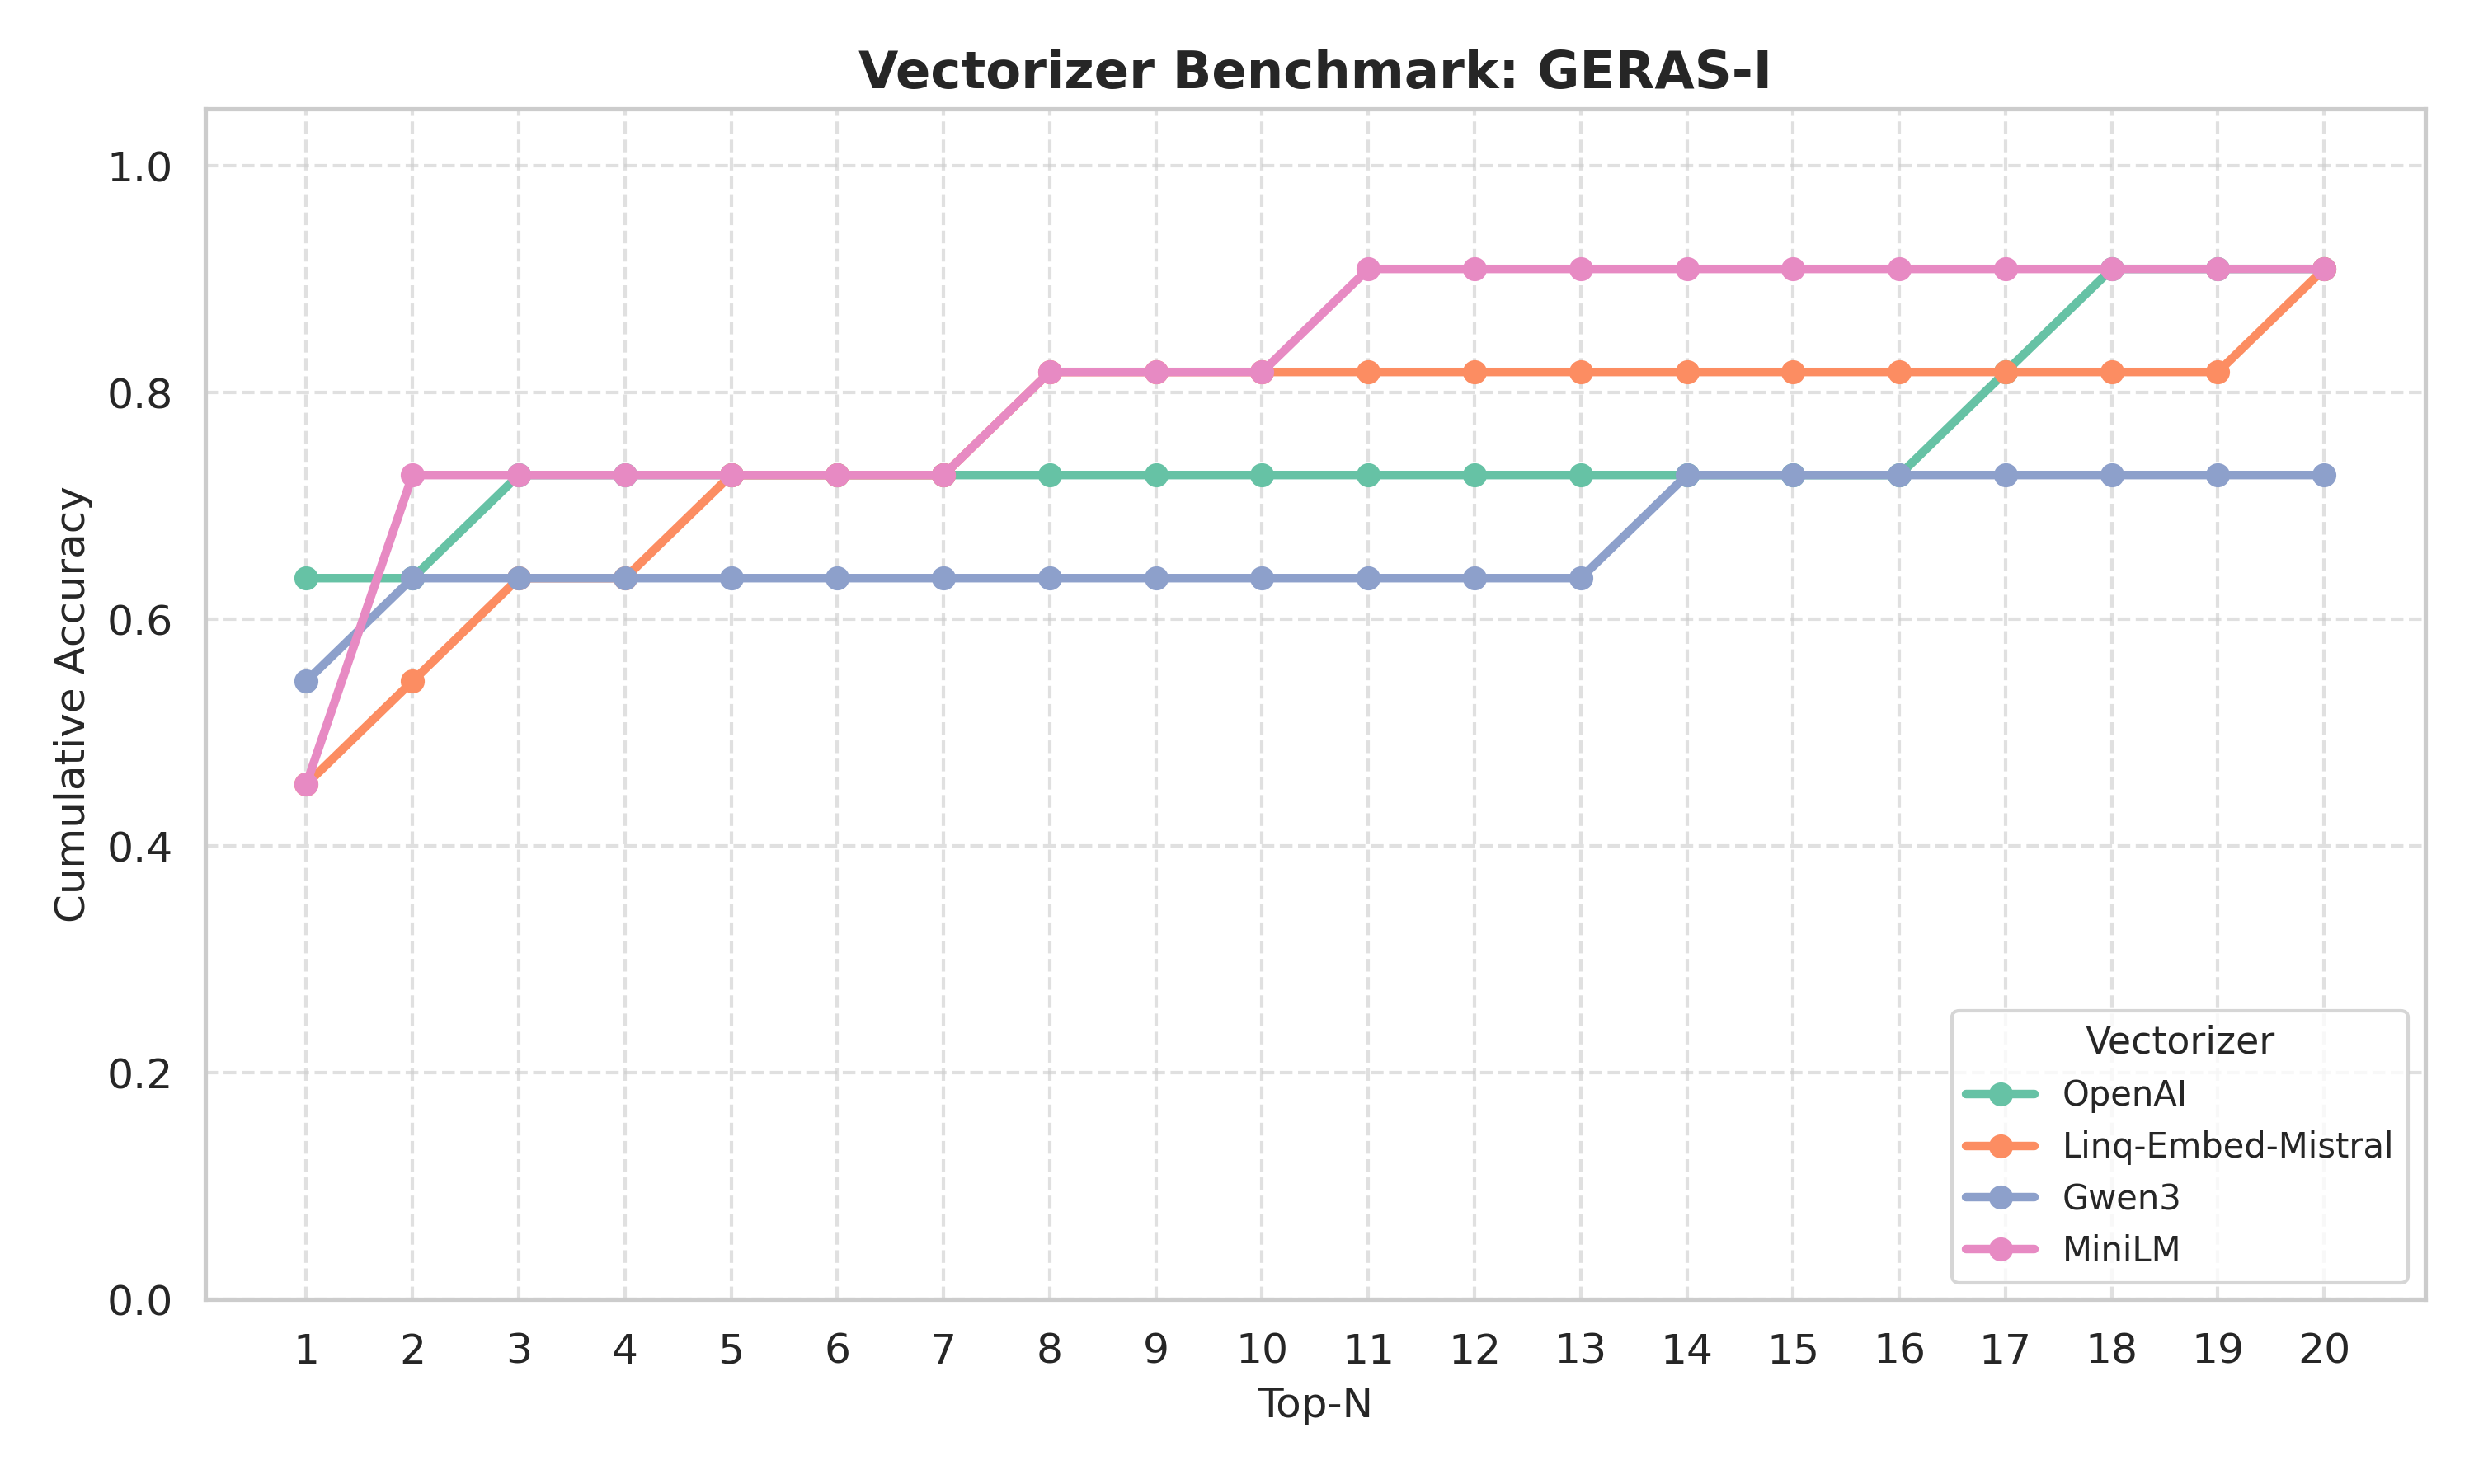 Vectorizer Benchmark: GERAS-I
Cumulative Accuracy
1.0
0.8
0.6
0.4
0.2
0.0
Vectorizer
OpenAI
Linq-Embed-Mistral
Gwen3
MiniLM
1 2 3 4 5 6 7 8 9 10 11 12 13 14 15 16 17 18 19 20
Top-N